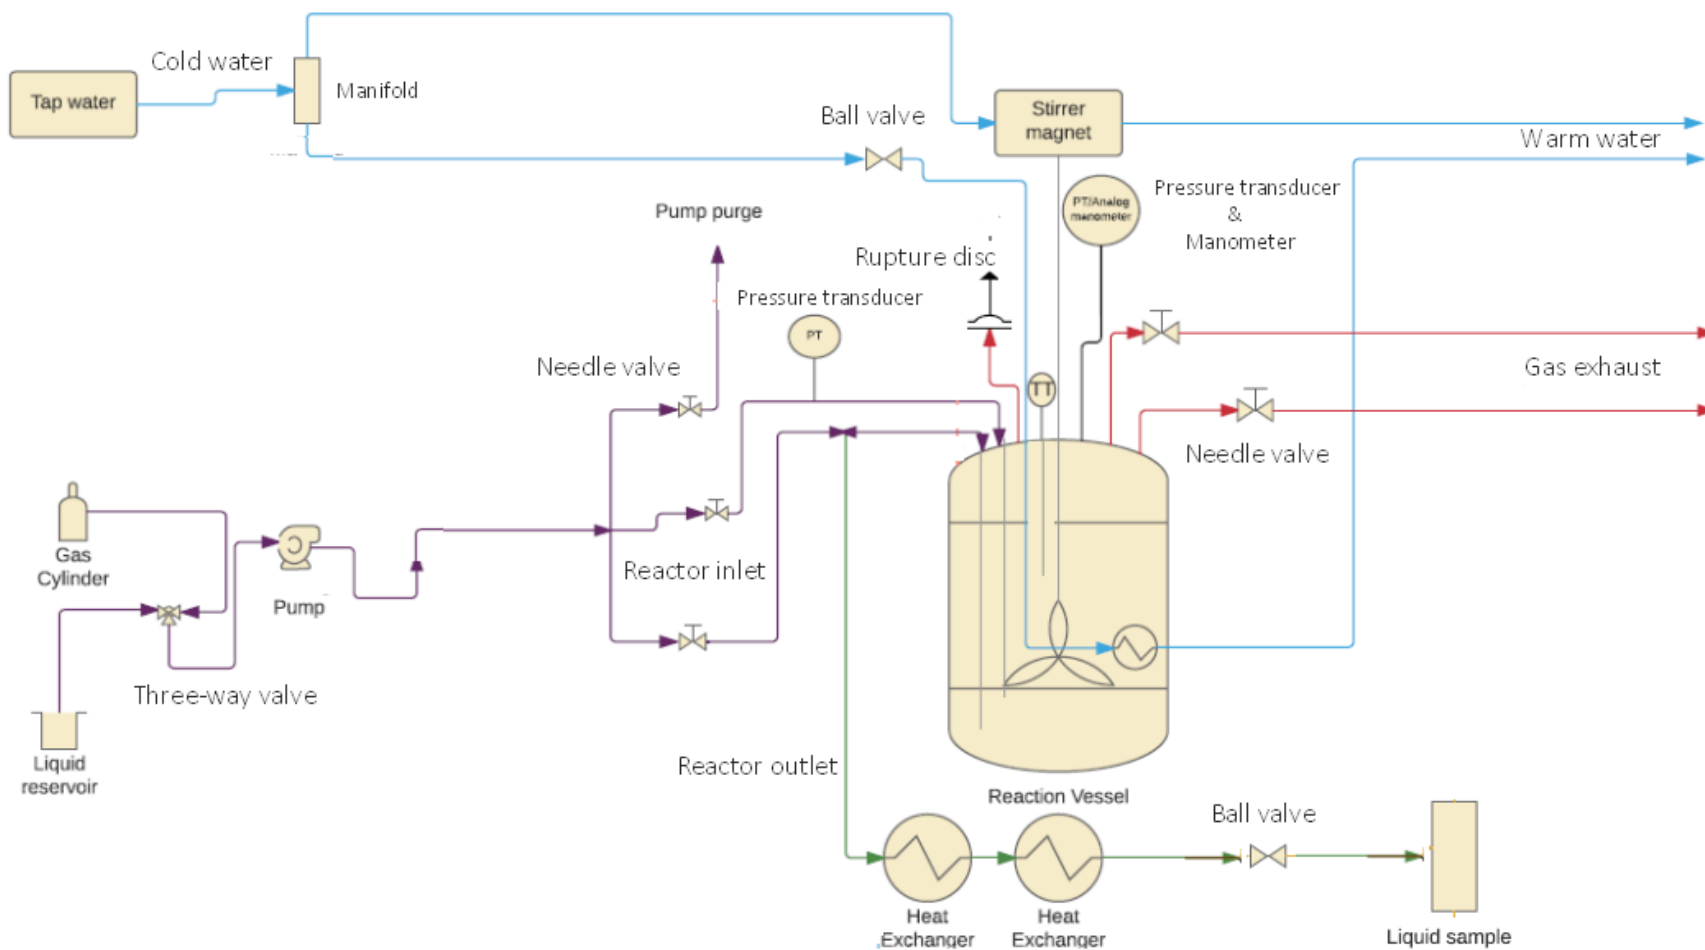 Cold water
Tap water
Manifold
Ball valve
Stirrer
magnet
Warm water
PT/Analog
manometer
Pressure transducer
&
Manometer
Pump purge
Rupture disc
Pressure transducer
PT
Needle valve
TT
Gas exhaust
Needle valve
Gas
Cylinder
Pump
Reactor inlet
Three-way valve
Liquid
reservoir
Reactor outlet
Reaction Vessel
Ball valve
Heat
Exchanger
Heat
Exchanger
Liquid sample